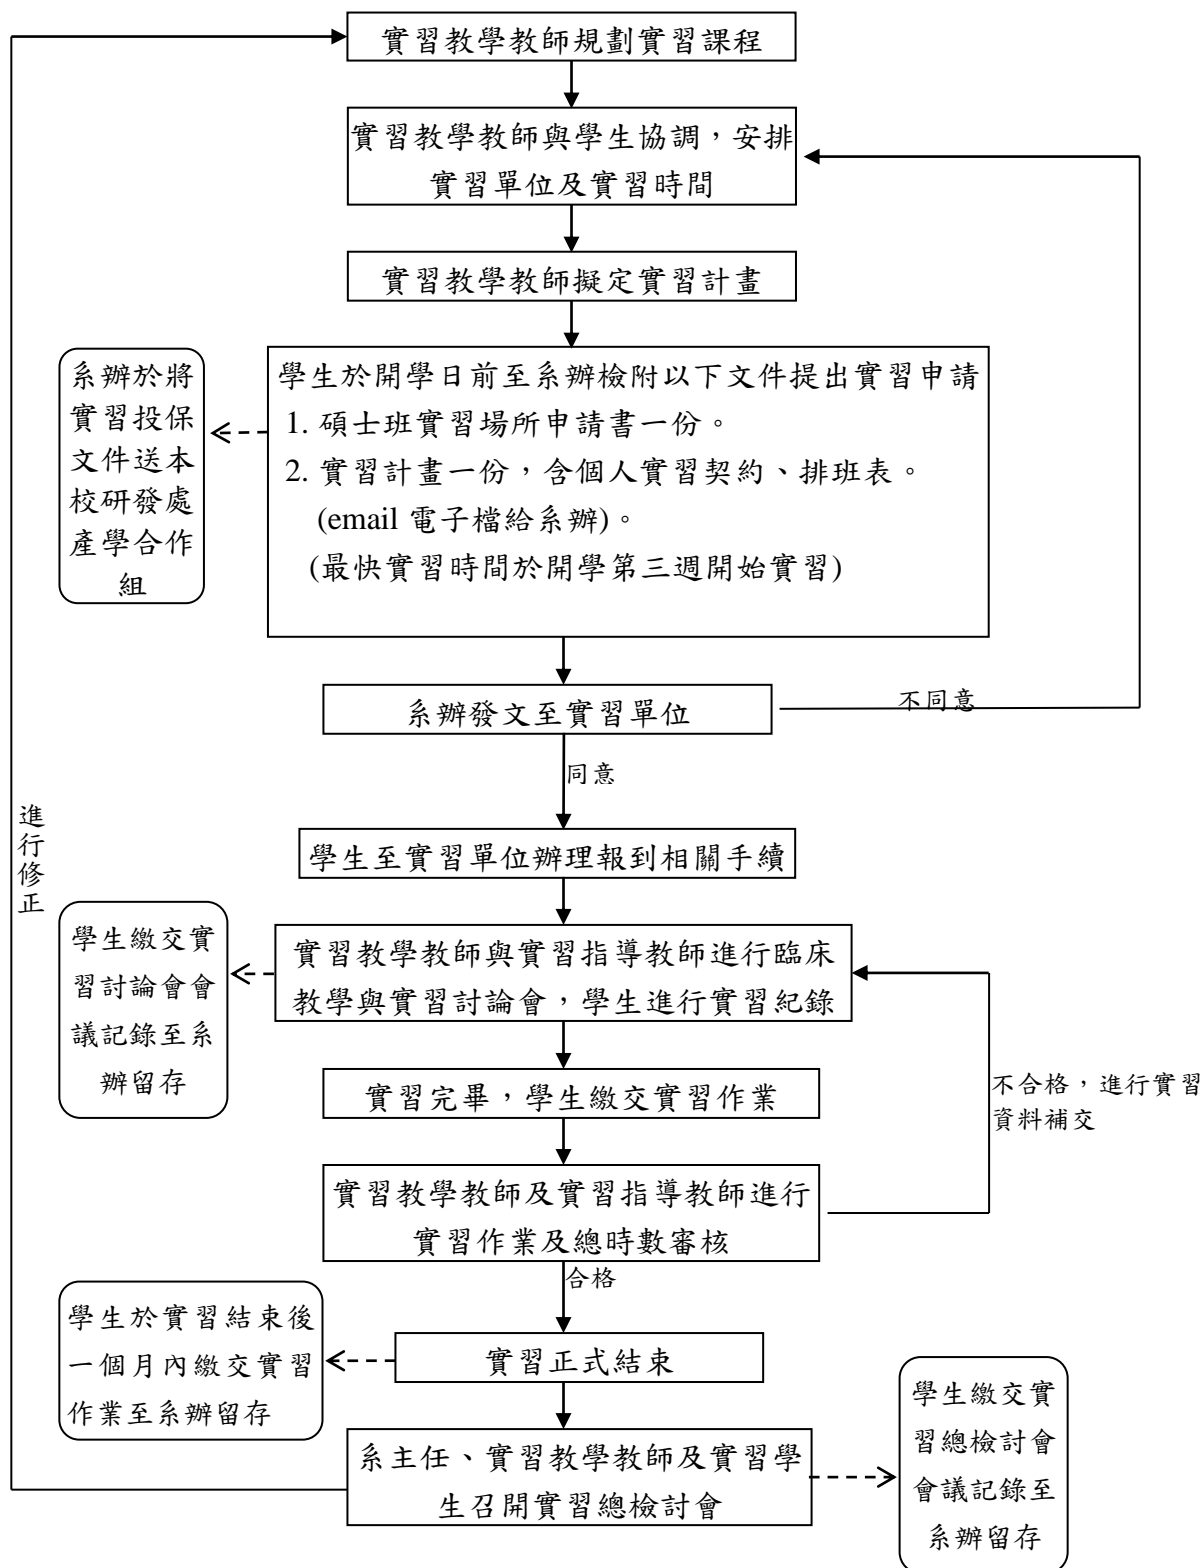 實習教學教師規劃實習課程
實習教學教師與學生協調，安排
實習單位及實習時間
實習教學教師擬定實習計畫
系辦於將
實習投保
文件送本
校研發處
產學合作
組
學生於開學日前至系辦檢附以下文件提出實習申請
1. 碩士班實習場所申請書一份。
2. 實習計畫一份，含個人實習契約、排班表。
(email 電子檔給系辦)。
(最快實習時間於開學第三週開始實習)
系辦發文至實習單位
不同意
同意
進行修正
學生至實習單位辦理報到相關手續
學生繳交實
習討論會會
議記錄至系
辦留存
實習教學教師與實習指導教師進行臨床
教學與實習討論會，學生進行實習紀錄
實習完畢，學生繳交實習作業
不合格，進行實習
資料補交
實習教學教師及實習指導教師進行
實習作業及總時數審核
合格
學生於實習結束後
一個月內繳交實習
作業至系辦留存
實習正式結束
系主任、實習教學教師及實習學
生召開實習總檢討會
學生繳交實
習總檢討會
會議記錄至
系辦留存